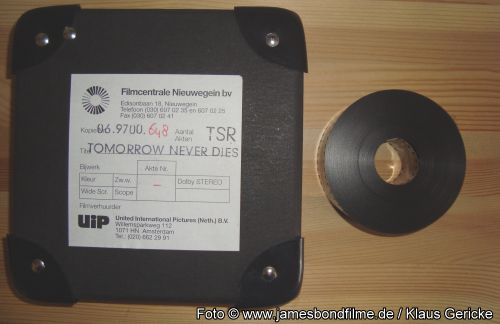 Filmcentrale Nieuwegein bv
Edisonbaan 18, Nieuwegein
Telefoon (030) 607 02 35 en 607 02 25
Fax (030) 607 02 41
Kopie 06.9700.648 Aantal Akten TSR
Titel TOMORROW NEVER DIES
Bijwerk Akte Nr.
Kleur Z.w. – Dolby STEREO
Wide Scr. Scope
Filmverhuurder
UiP United International Pictures (Neth.) B.V.
Willemsparkweg 112
1071 HN Amsterdam
Tel.: (020) 662 29 91
Foto © www.jamesbondfilme.de / Klaus Gericke